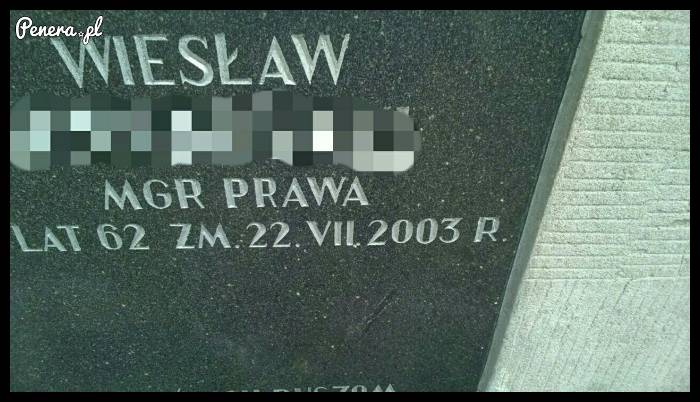 Penera.pl
WIESŁAW
MGR PRAWA
LAT 62 ZM. 22. VII. 2003 R.